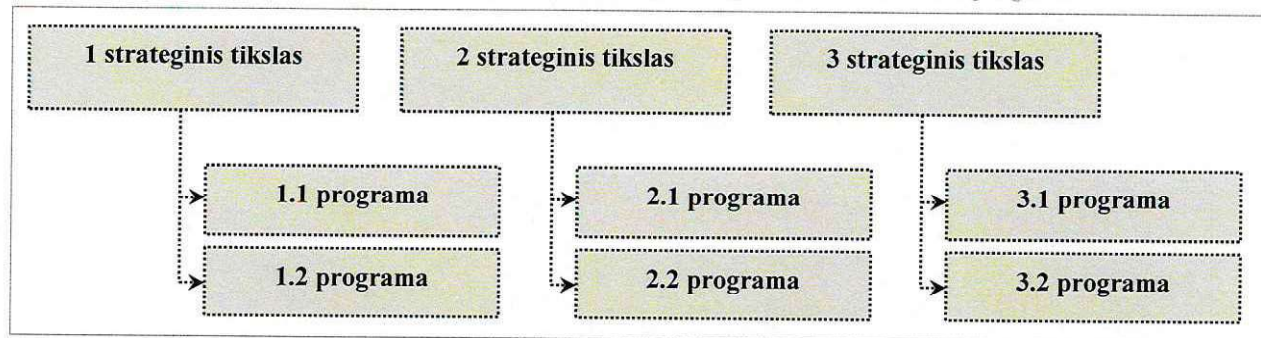 1 strateginis tikslas
2 strateginis tikslas
3 strateginis tikslas
1.1 programa
2.1 programa
3.1 programa
1.2 programa
2.2 programa
3.2 programa